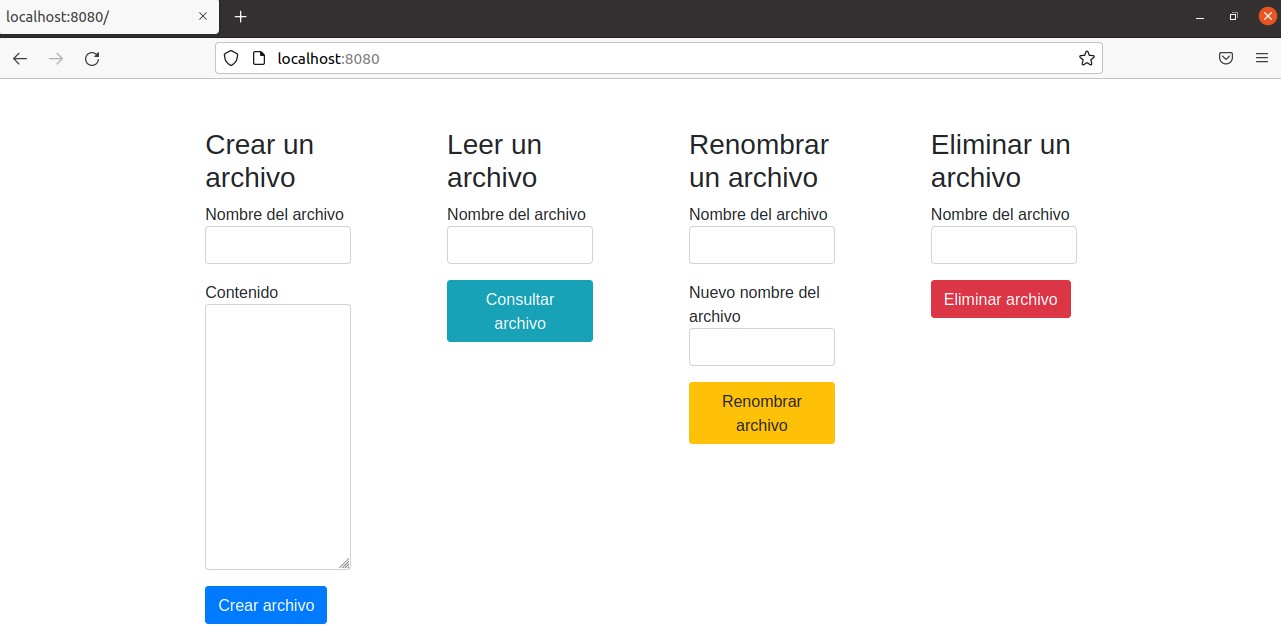 localhost:8080/
localhost:8080
Crear un
archivo
Nombre del archivo
Contenido
Crear archivo
Leer un
archivo
Nombre del archivo
Consultar
archivo
Renombrar
un archivo
Nombre del archivo
Nuevo nombre del
archivo
Renombrar
archivo
Eliminar un
archivo
Nombre del archivo
Eliminar archivo